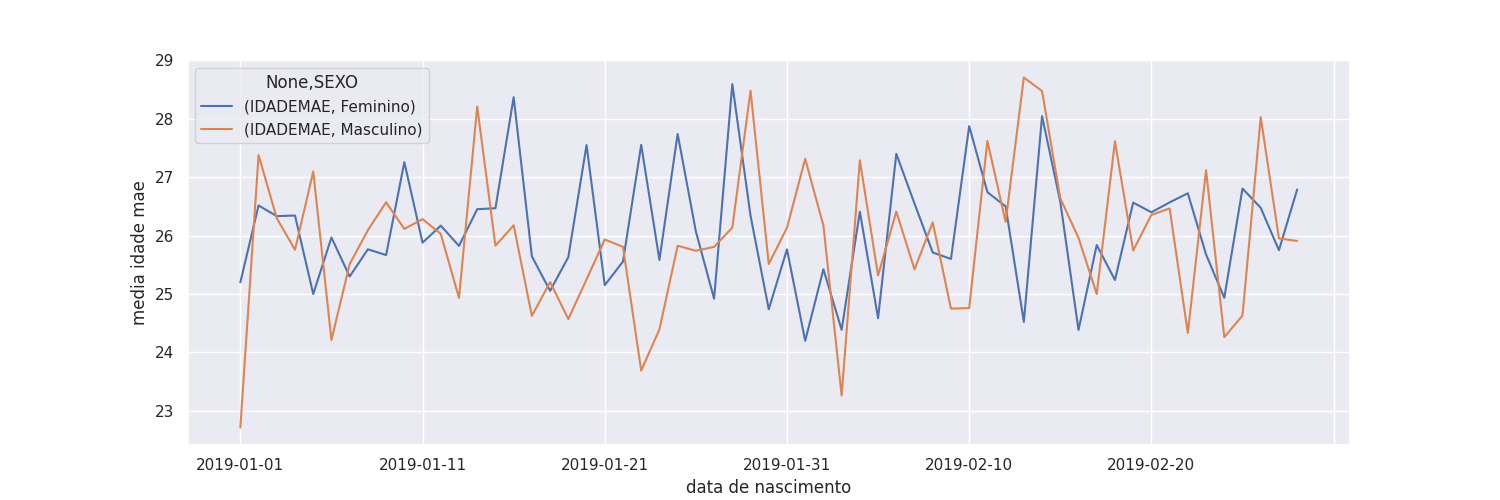 None,SEXO
(IDADEMAE, Feminino)
(IDADEMAE, Masculino)
media idade mae
29
28
27
26
25
24
23
2019-01-01
2019-01-11
2019-01-21
2019-01-31
2019-02-10
2019-02-20
data de nascimento